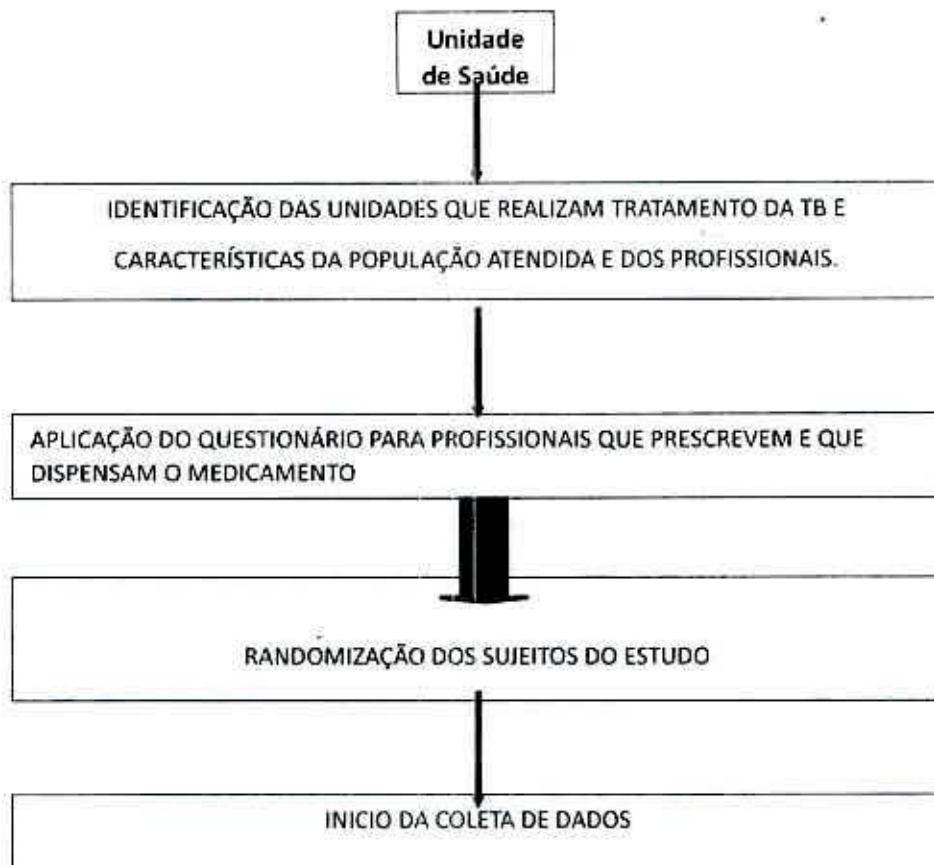 Unidade
de Saúde
IDENTIFICAÇÃO DAS UNIDADES QUE REALIZAM TRATAMENTO DA TB E
CARACTERÍSTICAS DA POPULAÇÃO ATENDIDA E DOS PROFISSIONAIS.
APLICAÇÃO DO QUESTIONÁRIO PARA PROFISSIONAIS QUE PRESCREVEM E QUE
DISPENSAM O MEDICAMENTO
RANDOMIZAÇÃO DOS SUJEITOS DO ESTUDO
INICIO DA COLETA DE DADOS